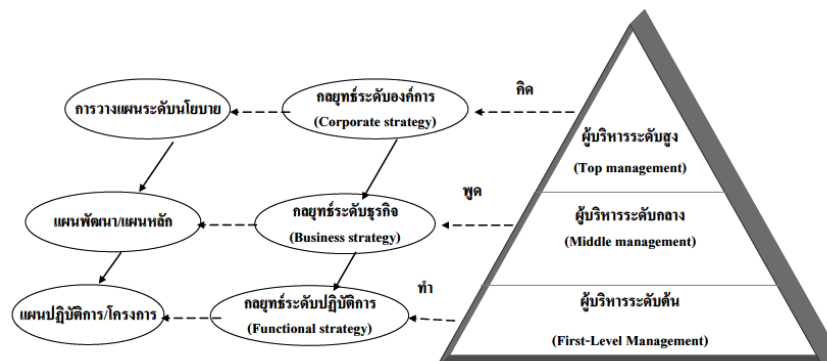 คิด
กลยุทธ์ระดับองค์การ
(Corporate strategy)
การวางแผนระดับนโยบาย
ผู้บริหารระดับสูง
(Top management)
พูด
กลยุทธ์ระดับธุรกิจ
(Business strategy)
แผนพัฒนา/แผนหลัก
ผู้บริหารระดับกลาง
(Middle management)
ทำ
กลยุทธ์ระดับปฏิบัติการ
(Functional strategy)
แผนปฏิบัติการ/โครงการ
ผู้บริหารระดับต้น
(First-Level Management)